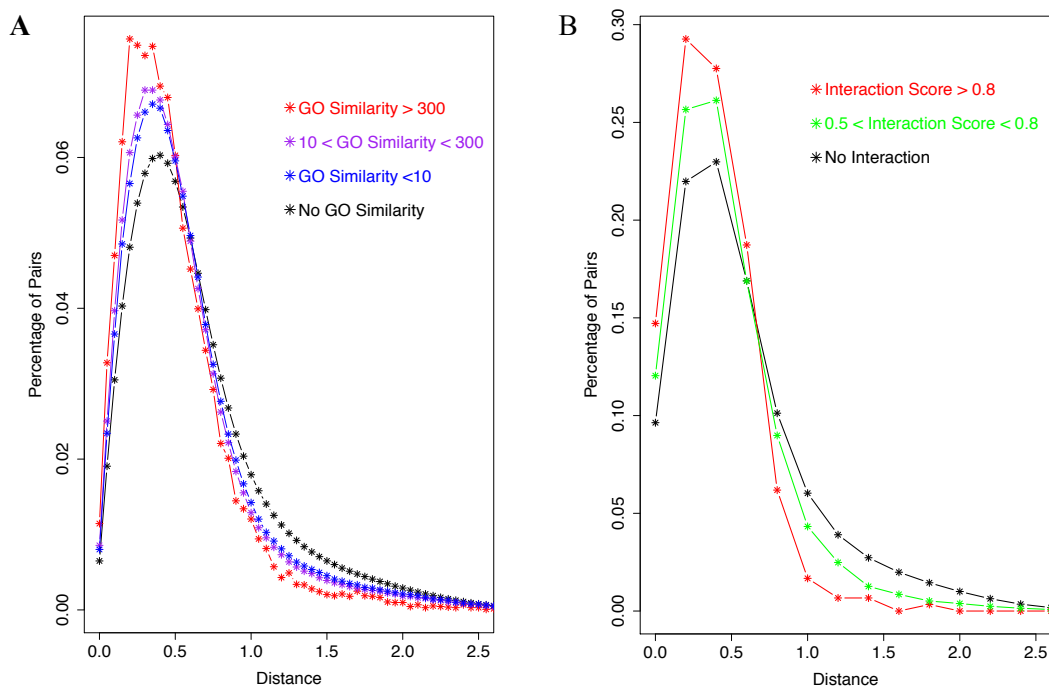 A
Percentage of Pairs
0.00 0.02 0.04 0.06
GO Similarity > 300
10 < GO Similarity < 300
GO Similarity <10
No GO Similarity
0.0 0.5 1.0 1.5 2.0 2.5
Distance
B
Percentage of Pairs
0.00 0.05 0.10 0.15 0.20 0.25 0.30
Interaction Score > 0.8
0.5 < Interaction Score < 0.8
No Interaction
0.0 0.5 1.0 1.5 2.0 2.5
Distance